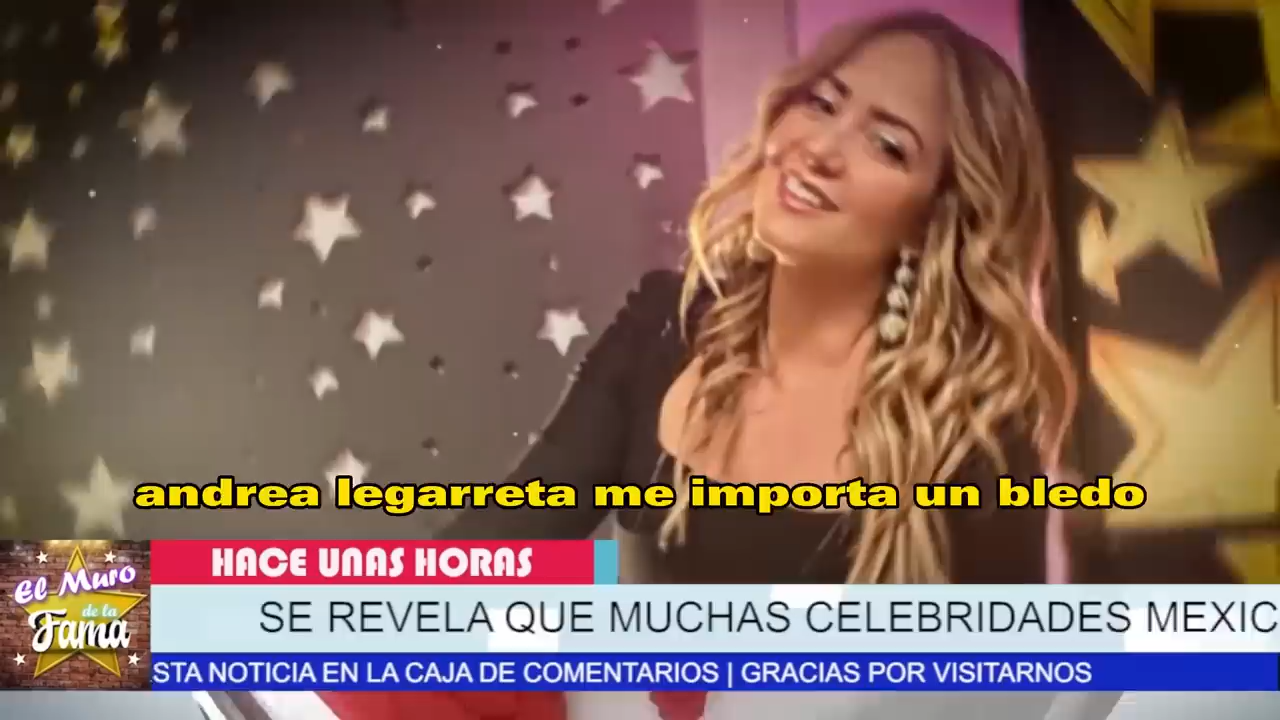 andrea legarreta me importa un bledo
HACE UNAS HORAS
El Muro
de la
Fama
SE REVELA QUE MUCHAS CELEBRIDADES MEXIC
STA NOTICIA EN LA CAJA DE COMENTARIOS | GRACIAS POR VISITARNOS